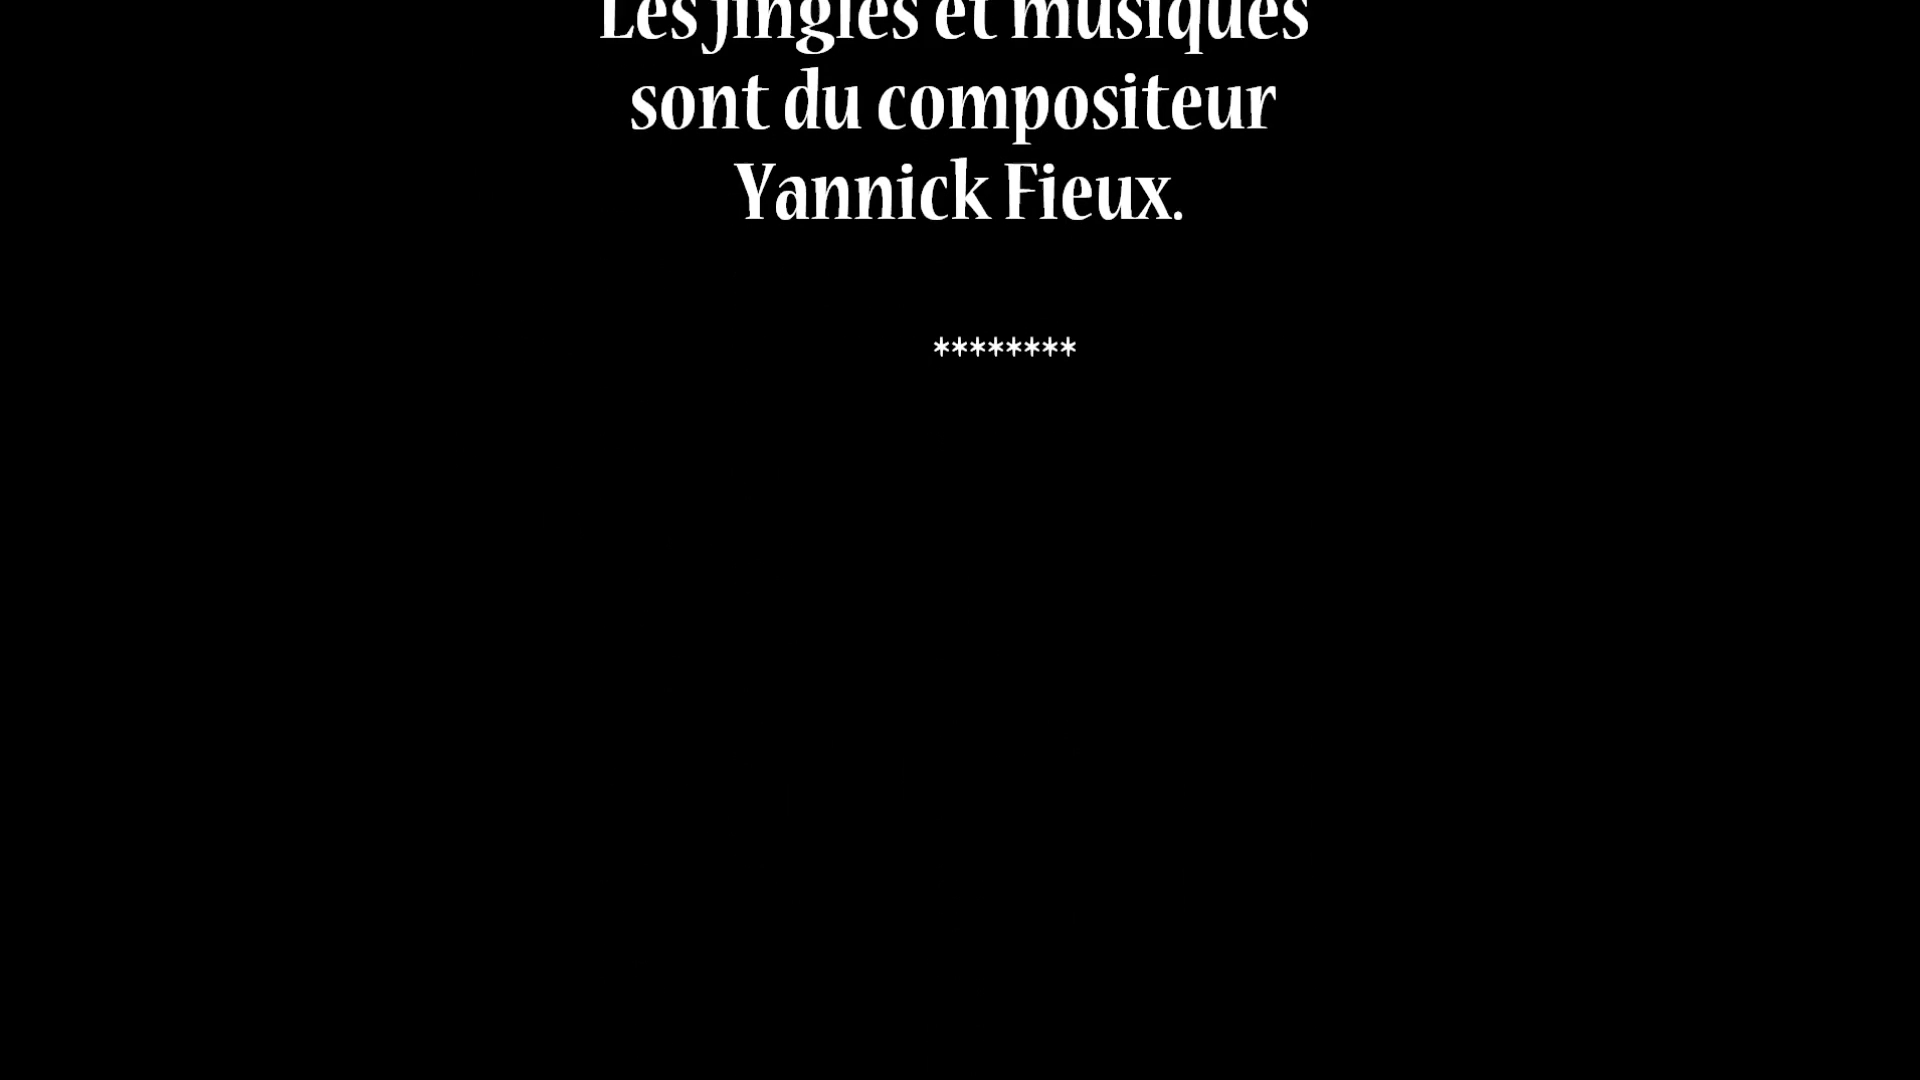 Les jingles et musiques
sont du compositeur
Yannick Fieux.
********